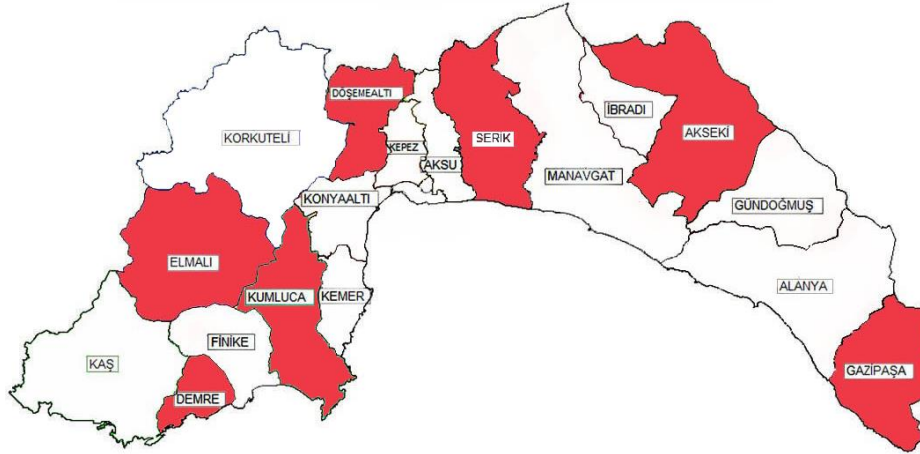 DÖŞEMEALTI
İBRADI
AKSEKİ
KORKUTELİ
SERIK
KEPEZ
AKSU
MANAVGAT
KONYAALTI
GÜNDOĞMUŞ
ELMALI
ALANYA
KUMLUCA
KEMER
FİNİKE
KAŞ
GAZİPAŞA
DEMRE